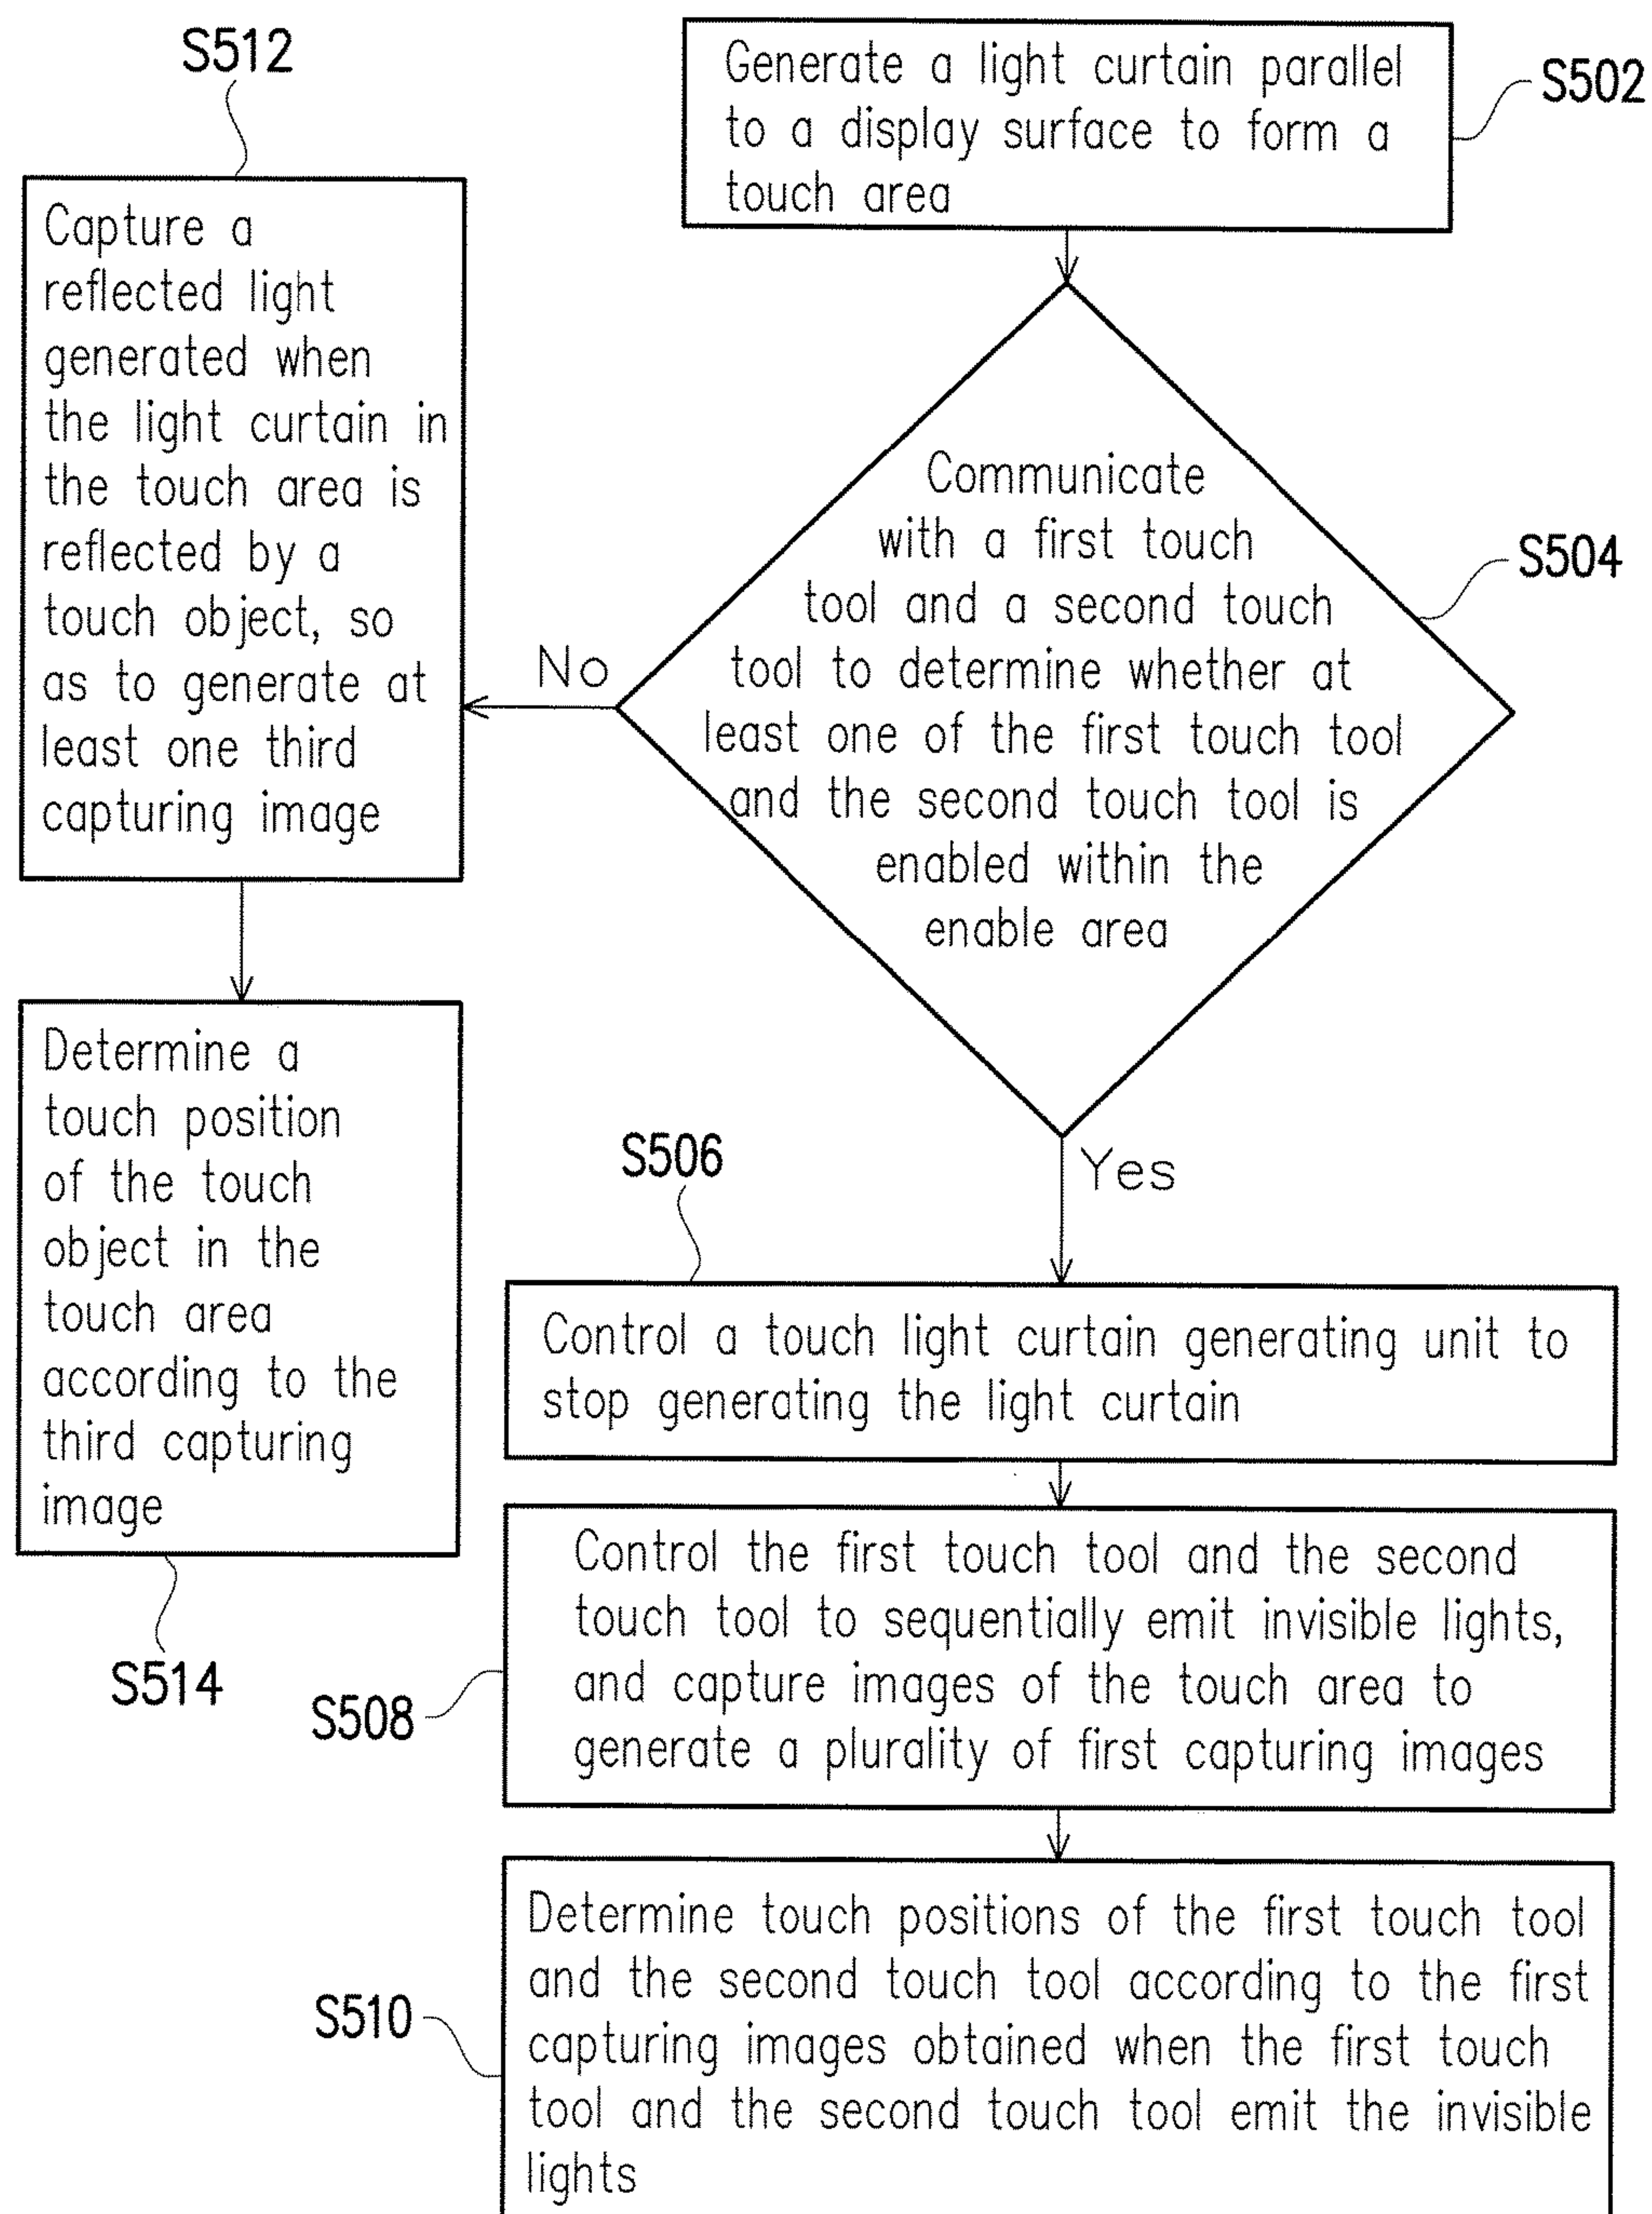 S502
Generate a light curtain parallel
to a display surface to form a
touch area
S504
Communicate
with a first touch
tool and a second touch
tool to determine whether at
least one of the first touch tool
and the second touch tool is
enabled within the
enable area
No
S512
Capture a
reflected light
generated when
the light curtain in
the touch area is
reflected by a
touch object, so
as to generate at
least one third
capturing image
Determine a
touch position
of the touch
object in the
touch area
according to the
third capturing
image
S514
Yes
S506
Control a touch light curtain generating unit to
stop generating the light curtain
S508
Control the first touch tool and the second
touch tool to sequentially emit invisible lights,
and capture images of the touch area to
generate a plurality of first capturing images
S510
Determine touch positions of the first touch tool
and the second touch tool according to the first
capturing images obtained when the first touch
tool and the second touch tool emit the invisible
lights